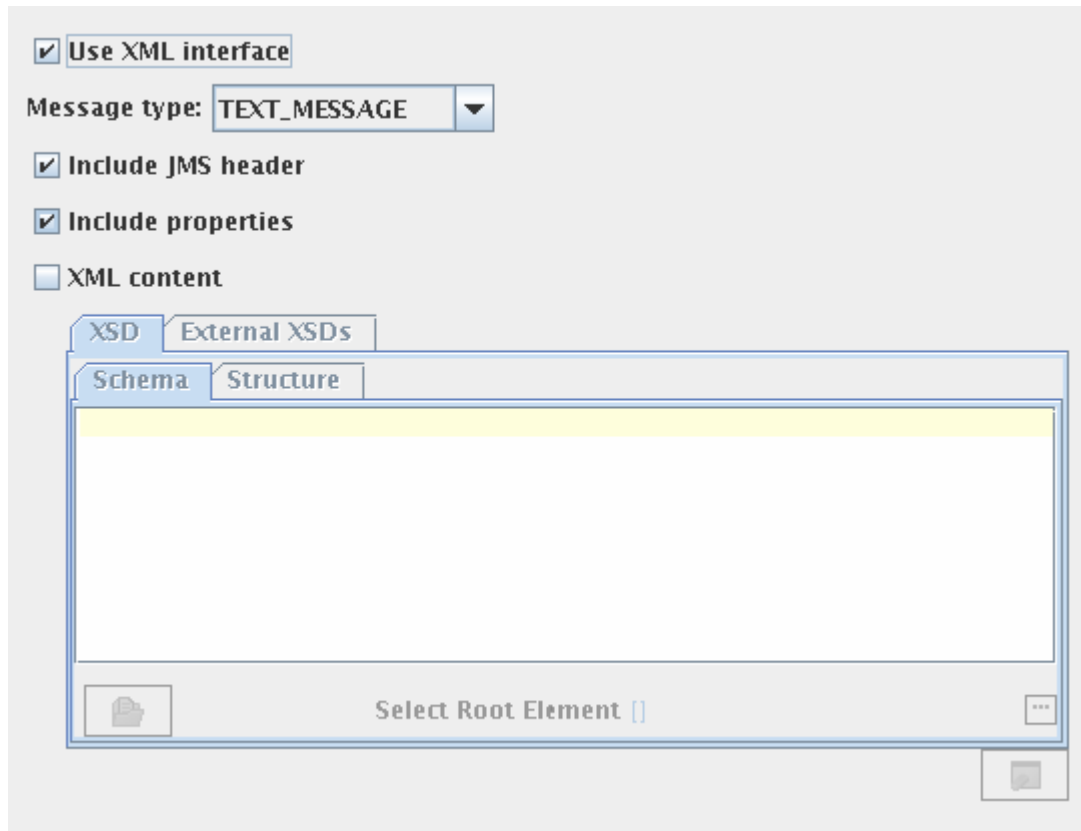 Use XML interface
Message type: TEXT_MESSAGE
Include JMS header
Include properties
XML content
XSD External XSDs
Schema Structure
Select Root Element [] ...